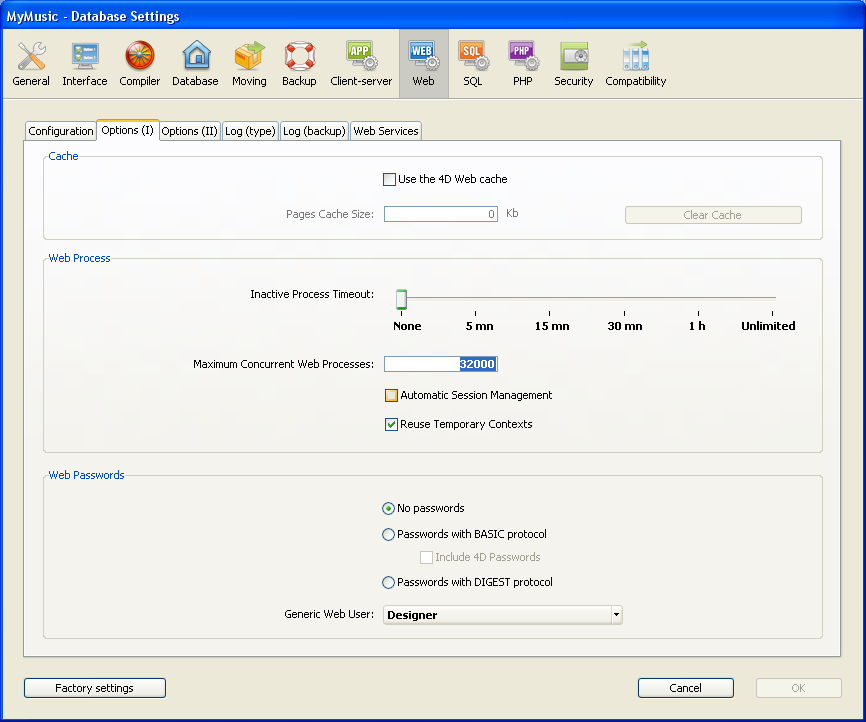 MyMusic - Database Settings
General Interface Compiler Database Moving Backup Client-server Web SQL PHP Security Compatibility
Configuration Options (I) Options (II) Log (type) Log (backup) Web Services
Cache
Use the 4D Web cache
Pages Cache Size: 0 Kb Clear Cache
Web Process
Inactive Process Timeout:
None 5 mn 15 mn 30 mn 1 h Unlimited
Maximum Concurrent Web Processes: 32000
Automatic Session Management
Reuse Temporary Contexts
Web Passwords
No passwords
Passwords with BASIC protocol
Include 4D Passwords
Passwords with DIGEST protocol
Generic Web User: Designer
Factory settings Cancel OK